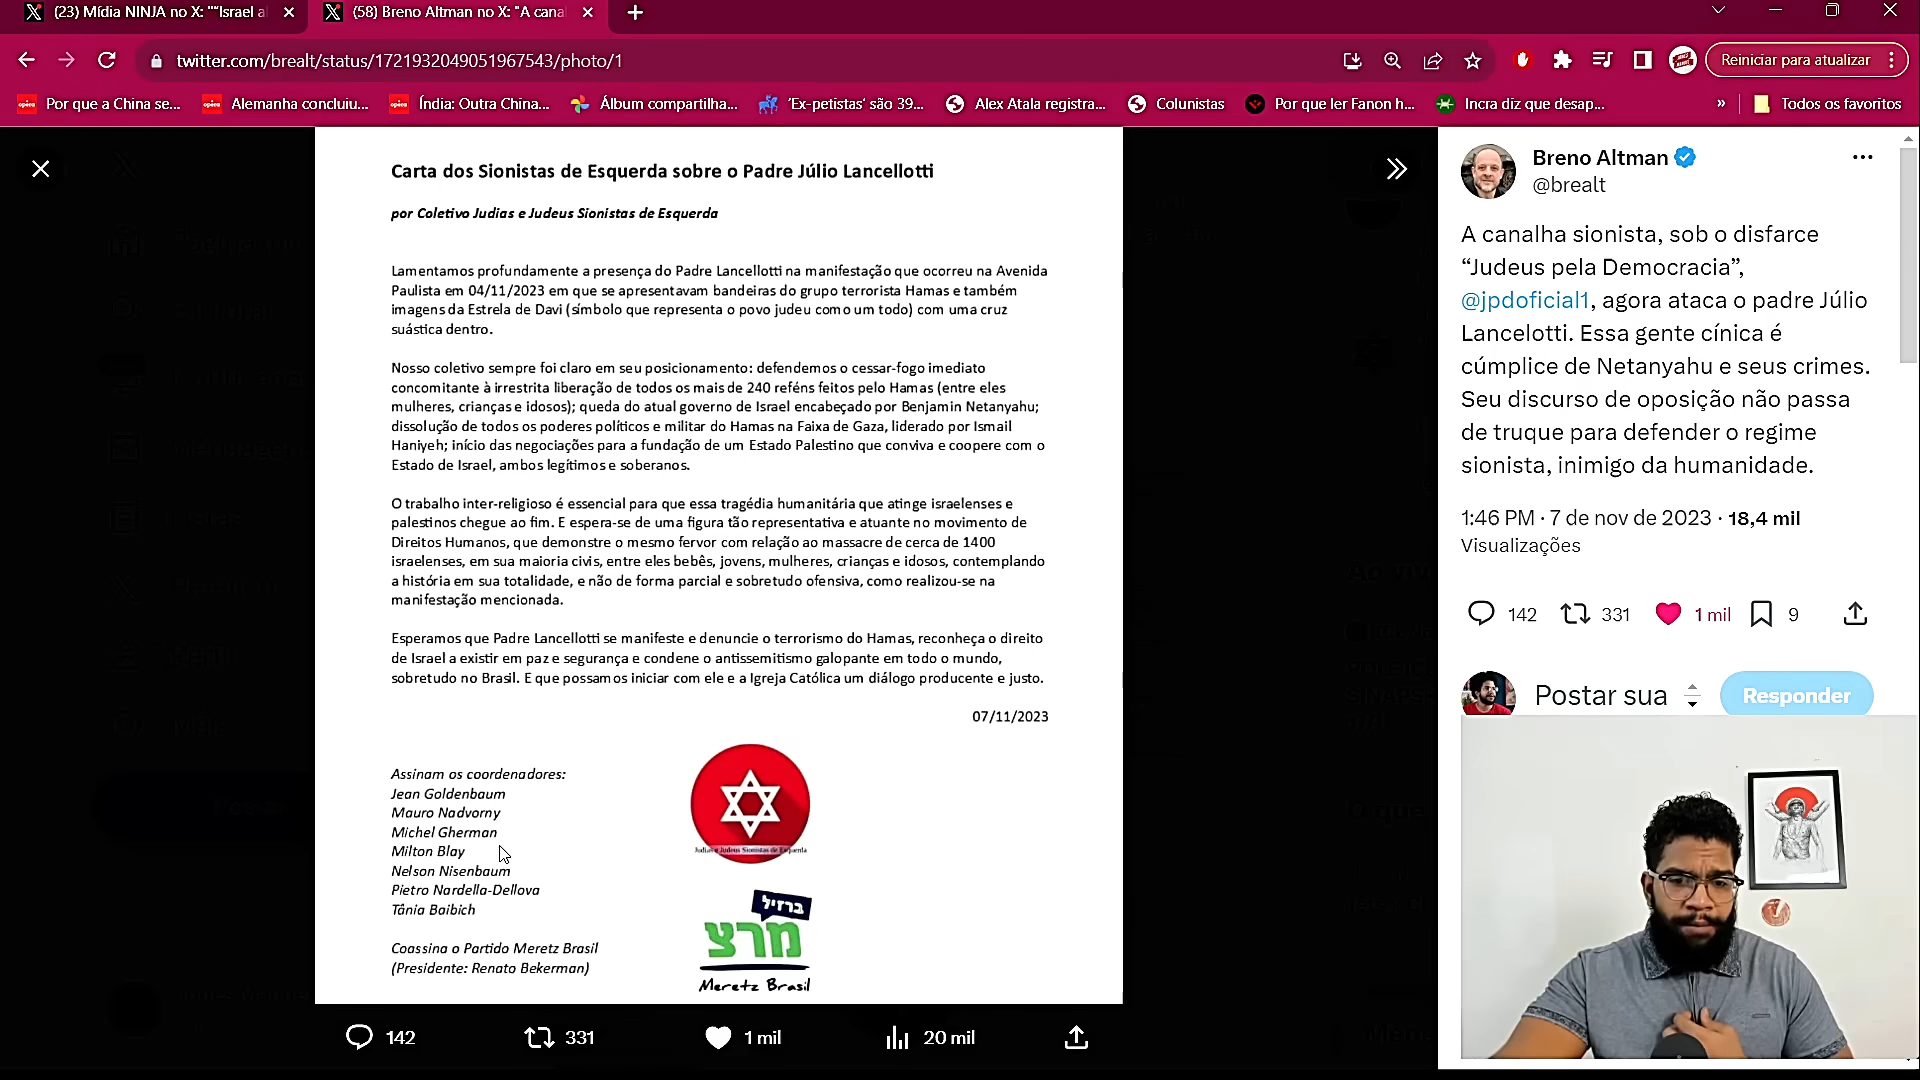 (23) Mídia NINJA no X: "“Israel a
(58) Breno Altman no X: "A cana
twitter.com/brealt/status/1721932049051967543/photo/1
Reiniciar para atualizar
Por que a China se...
Alemanha concluiu...
Índia: Outra China...
Álbum compartilha...
'Ex-petistas' são 39...
Alex Atala registra...
Colunistas
Por que ler Fanon h...
Incra diz que desap...
»
Todos os favoritos
Carta dos Sionistas de Esquerda sobre o Padre Júlio Lancellotti
por Coletivo Judias e Judeus Sionistas de Esquerda
Lamentamos profundamente a presença do Padre Lancellotti na manifestação que ocorreu na Avenida
Paulista em 04/11/2023 em que se apresentavam bandeiras do grupo terrorista Hamas e também
imagens da Estrela de Davi (símbolo que representa o povo judeu como um todo) com uma cruz
suástica dentro.
Nosso coletivo sempre foi claro em seu posicionamento: defendemos o cessar-fogo imediato
concomitante à irrestrita liberação de todos os mais de 240 reféns feitos pelo Hamas (entre eles
mulheres, crianças e idosos); queda do atual governo de Israel encabeçado por Benjamin Netanyahu;
dissolução de todos os poderes políticos e militar do Hamas na Faixa de Gaza, liderado por Ismail
Haniyeh; início das negociações para a fundação de um Estado Palestino que conviva e coopere com o
Estado de Israel, ambos legítimos e soberanos.
O trabalho inter-religioso é essencial para que essa tragédia humanitária que atinge israelenses e
palestinos chegue ao fim. E espera-se de uma figura tão representativa e atuante no movimento de
Direitos Humanos, que demonstre o mesmo fervor com relação ao massacre de cerca de 1400
israelenses, em sua maioria civis, entre eles bebês, jovens, mulheres, crianças e idosos, contemplando
a história em sua totalidade, e não de forma parcial e sobretudo ofensiva, como realizou-se na
manifestação mencionada.
Esperamos que Padre Lancellotti se manifeste e denuncie o terrorismo do Hamas, reconheça o direito
de Israel a existir em paz e segurança e condene o antissemitismo galopante em todo o mundo,
sobretudo no Brasil. E que possamos iniciar com ele e a Igreja Católica um diálogo producente e justo.
07/11/2023
Assinam os coordenadores:
Jean Goldenbaum
Mauro Nadvorny
Michel Gherman
Milton Blay
Nelson Nisenbaum
Pietro Nardella-Dellova
Tânia Baibich
Coassina o Partido Meretz Brasil
(Presidente: Renato Bekerman)
Judias e Judeus Sionistas de Esquerda
ברזיל
מרצ
Meretz Brasil
142
331
1 mil
20 mil
Breno Altman
@brealt
A canalha sionista, sob o disfarce
“Judeus pela Democracia”,
@jpdoficial1, agora ataca o padre Júlio
Lancelotti. Essa gente cínica é
cúmplice de Netanyahu e seus crimes.
Seu discurso de oposição não passa
de truque para defender o regime
sionista, inimigo da humanidade.
1:46 PM · 7 de nov de 2023 · 18,4 mil
Visualizações
142
331
1 mil
9
Postar sua
Responder